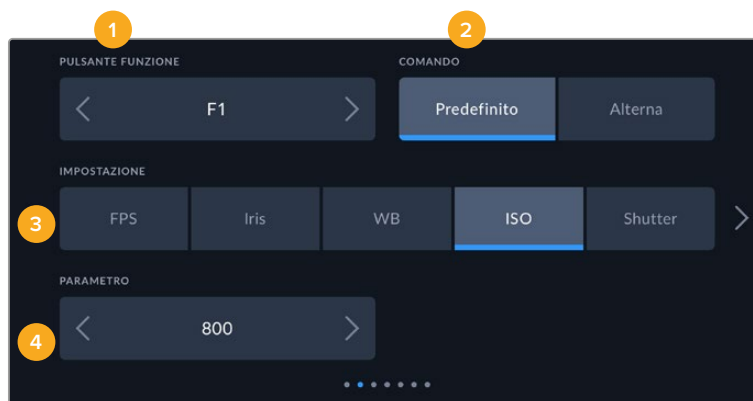 1 2
PULSANTE FUNZIONE COMANDO
F1 Predefinito Alterna
IMPOSTAZIONE
3 FPS Iris WB ISO Shutter
PARAMETRO
4 800